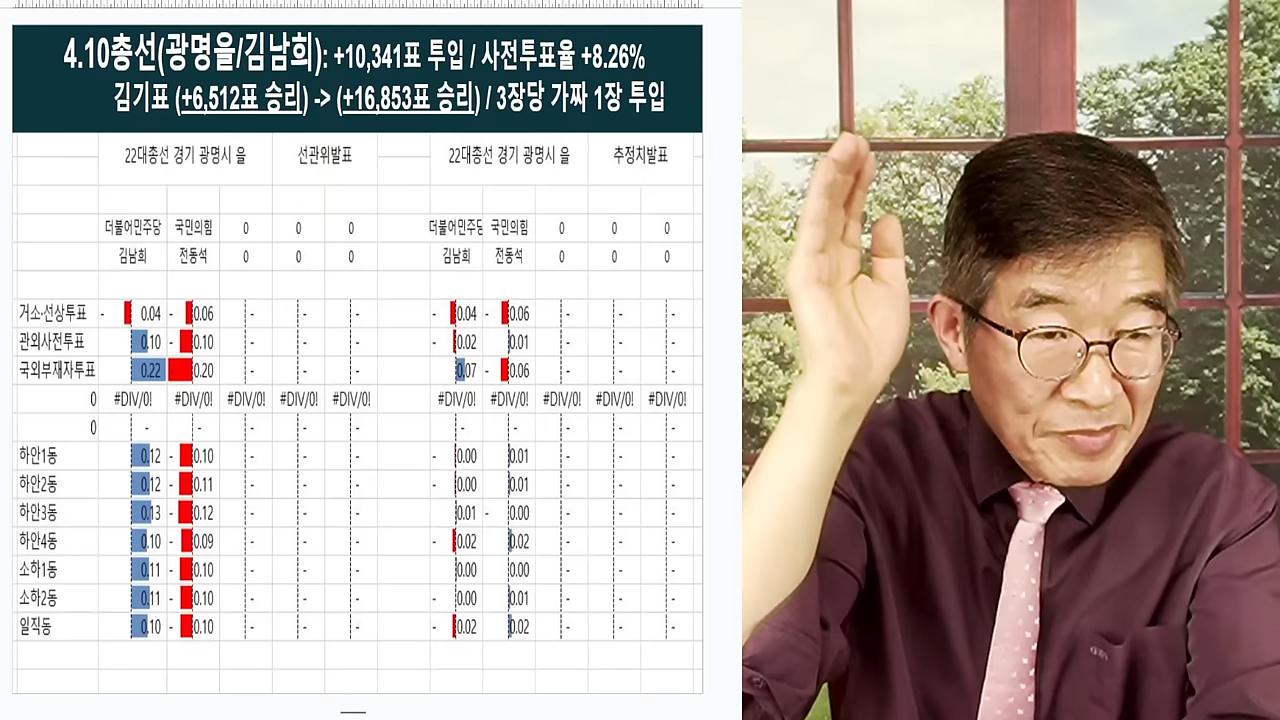 4.10총선(광명을/김남희): +10,341표 투입 / 사전투표율 +8.26%
김기표 (+6,512표 승리) -> (+16,853표 승리) / 3장당 가짜 1장 투입
22대총선 경기 광명시 을 선관위발표 22대총선 경기 광명시 을 추정치발표
더불어민주당 국민의힘 0 0 0 더불어민주당 국민의힘 0 0 0
김남희 전동석 0 0 0 김남희 전동석 0 0 0
거소·선상투표 - 0.04 - 0.06 - - - - 0.04 - 0.06 - - -
관외사전투표 0.10 - 0.10 - - - - 0.02 0.01 - - -
국외부재자투표 0.22 - 0.20 - - - 0.07 - 0.06 - - -
0 #DIV/0! #DIV/0! #DIV/0! #DIV/0! #DIV/0! #DIV/0! #DIV/0! #DIV/0! #DIV/0! #DIV/0!
0 - - - - - - - - - -
하안1동 0.12 - 0.10 - - - - 0.00 0.01 - - -
하안2동 0.12 - 0.11 - - - - 0.00 0.01 - - -
하안3동 0.13 - 0.12 - - - 0.01 - 0.00 - - -
하안4동 0.10 - 0.09 - - - - 0.02 0.02 - - -
소하1동 0.11 - 0.10 - - - - 0.00 0.00 - - -
소하2동 0.11 - 0.10 - - - - 0.00 0.01 - - -
일직동 0.10 - 0.10 - - - - 0.02 0.02 - - -